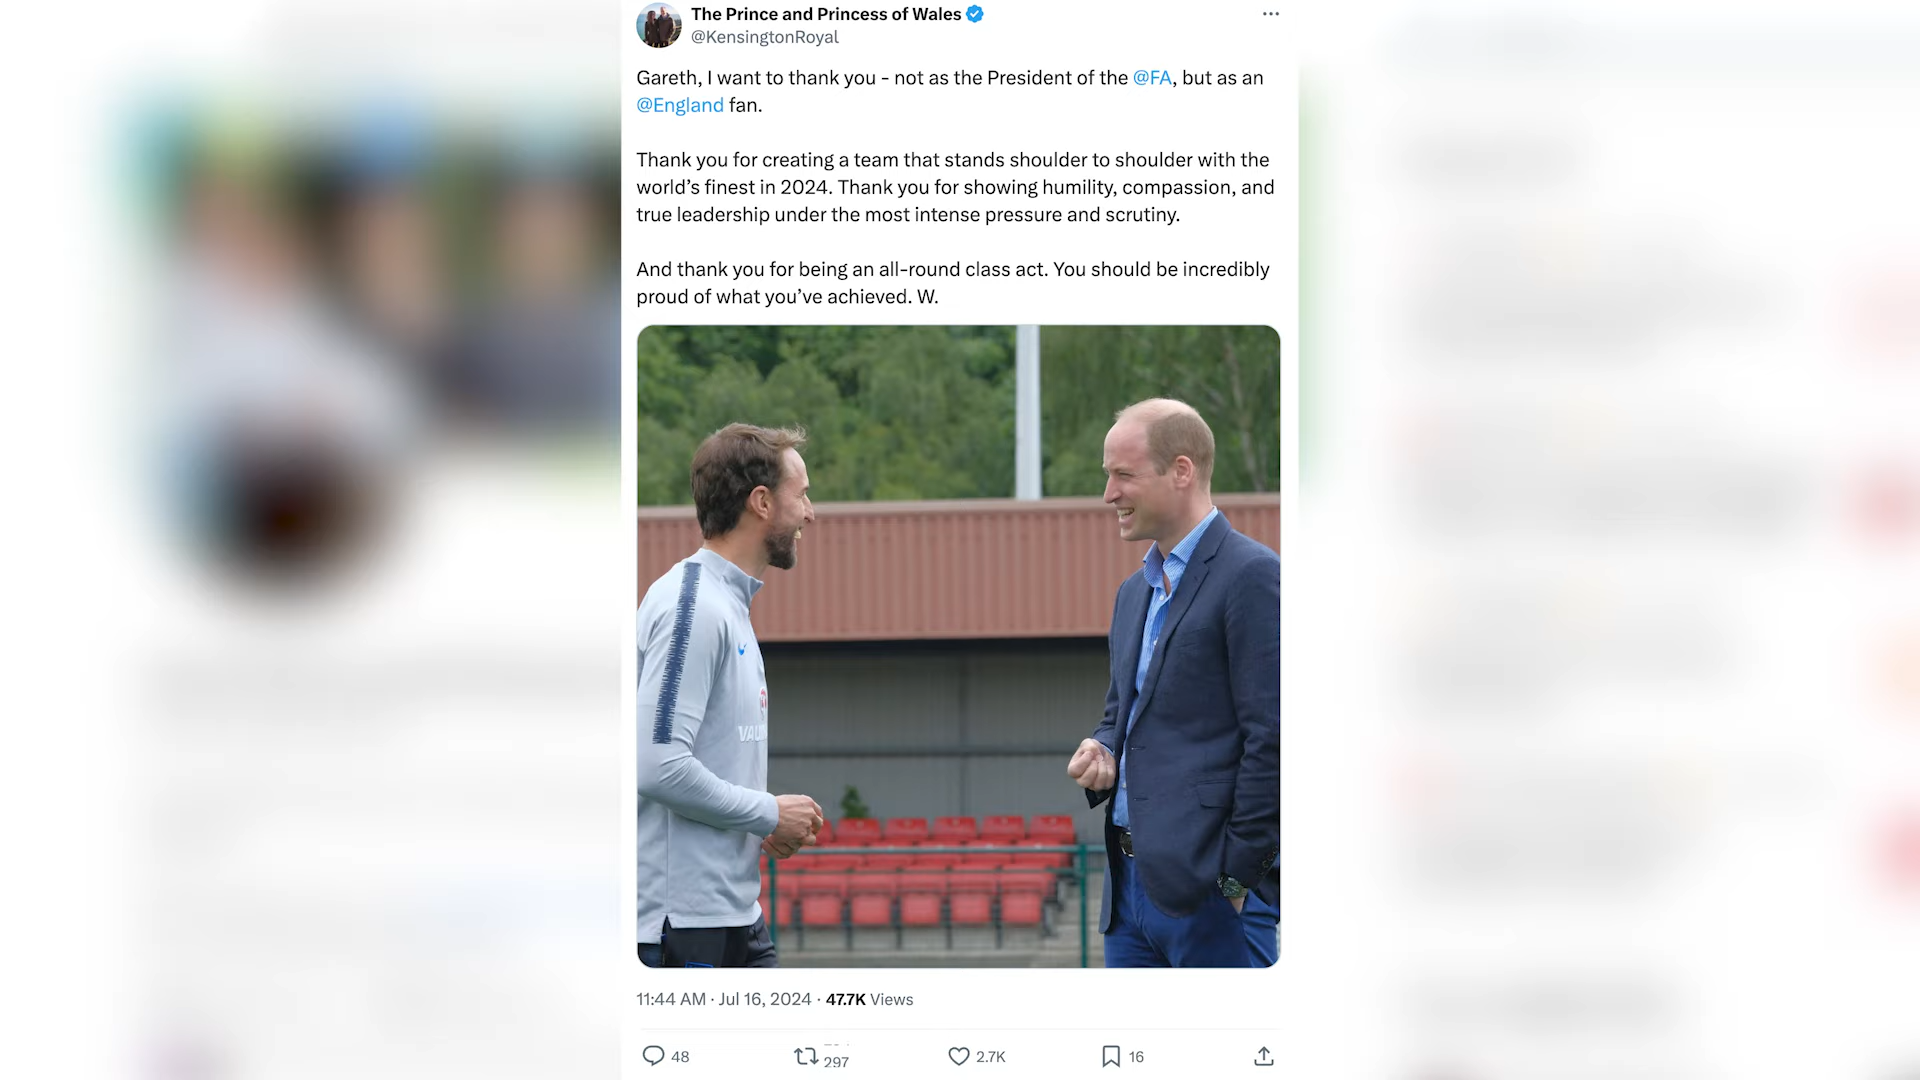 The Prince and Princess of Wales
@KensingtonRoyal
Gareth, I want to thank you - not as the President of the @FA, but as an
@England fan.
Thank you for creating a team that stands shoulder to shoulder with the
world's finest in 2024. Thank you for showing humility, compassion, and
true leadership under the most intense pressure and scrutiny.
And thank you for being an all-round class act. You should be incredibly
proud of what you've achieved. W.
11:44 AM · Jul 16, 2024 · 47.7K Views
48
297
2.7K
16